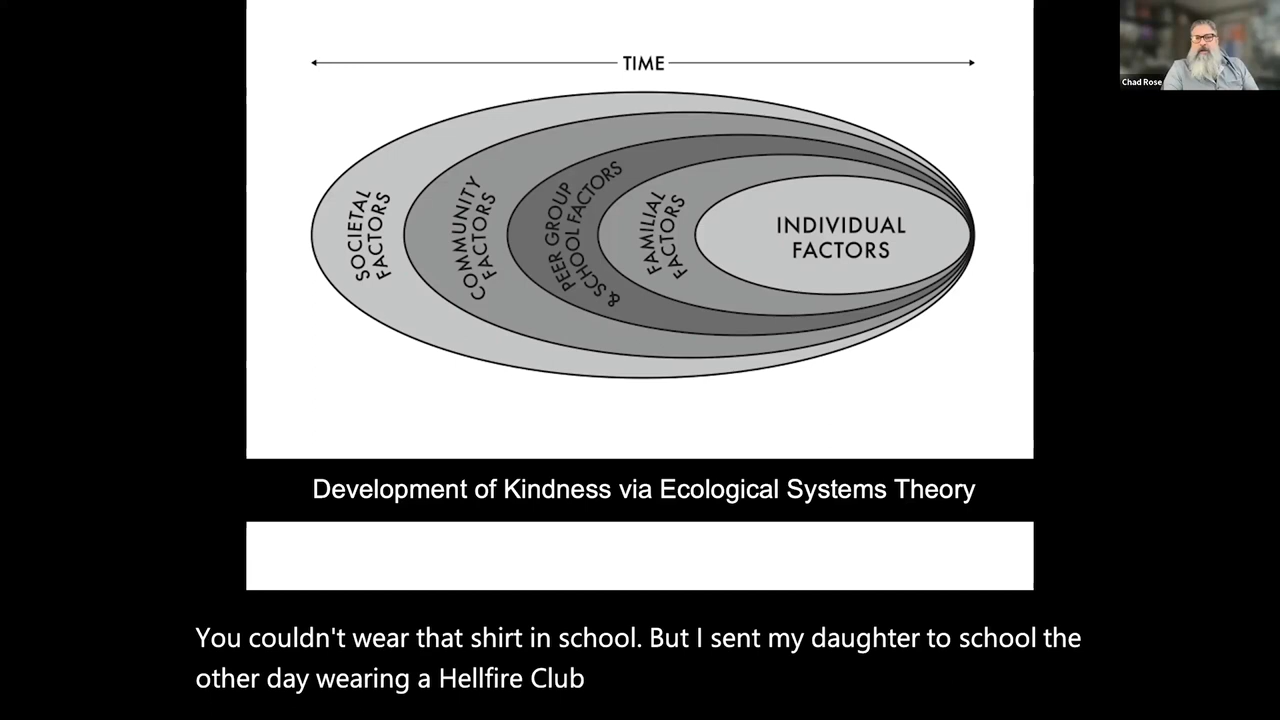 TIME
Chad Rose
SOCIETAL
FACTORS
COMMUNITY
FACTORS
PEER GROUP
& SCHOOL FACTORS
FAMILIAL
FACTORS
INDIVIDUAL
FACTORS
Development of Kindness via Ecological Systems Theory
You couldn't wear that shirt in school. But I sent my daughter to school the
other day wearing a Hellfire Club